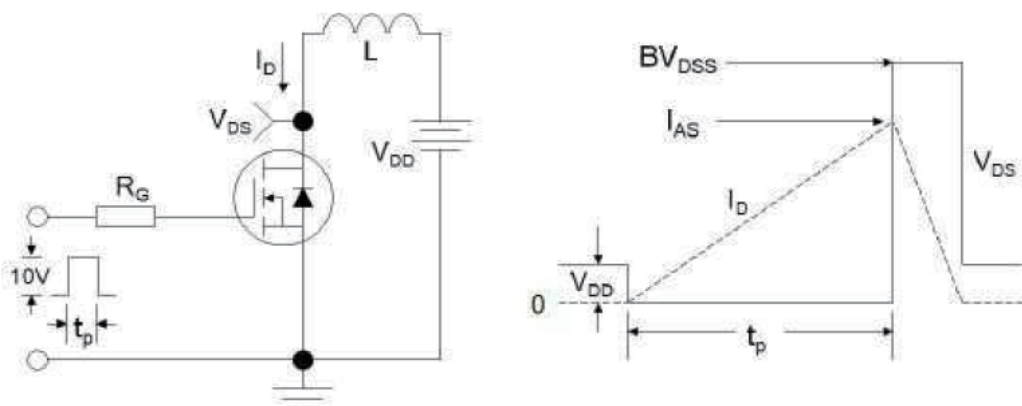 L
I_D
V_DS
V_DD
R_G
10V
t_p
BV_DSS
I_AS
V_DS
I_D
V_DD
0
t_p